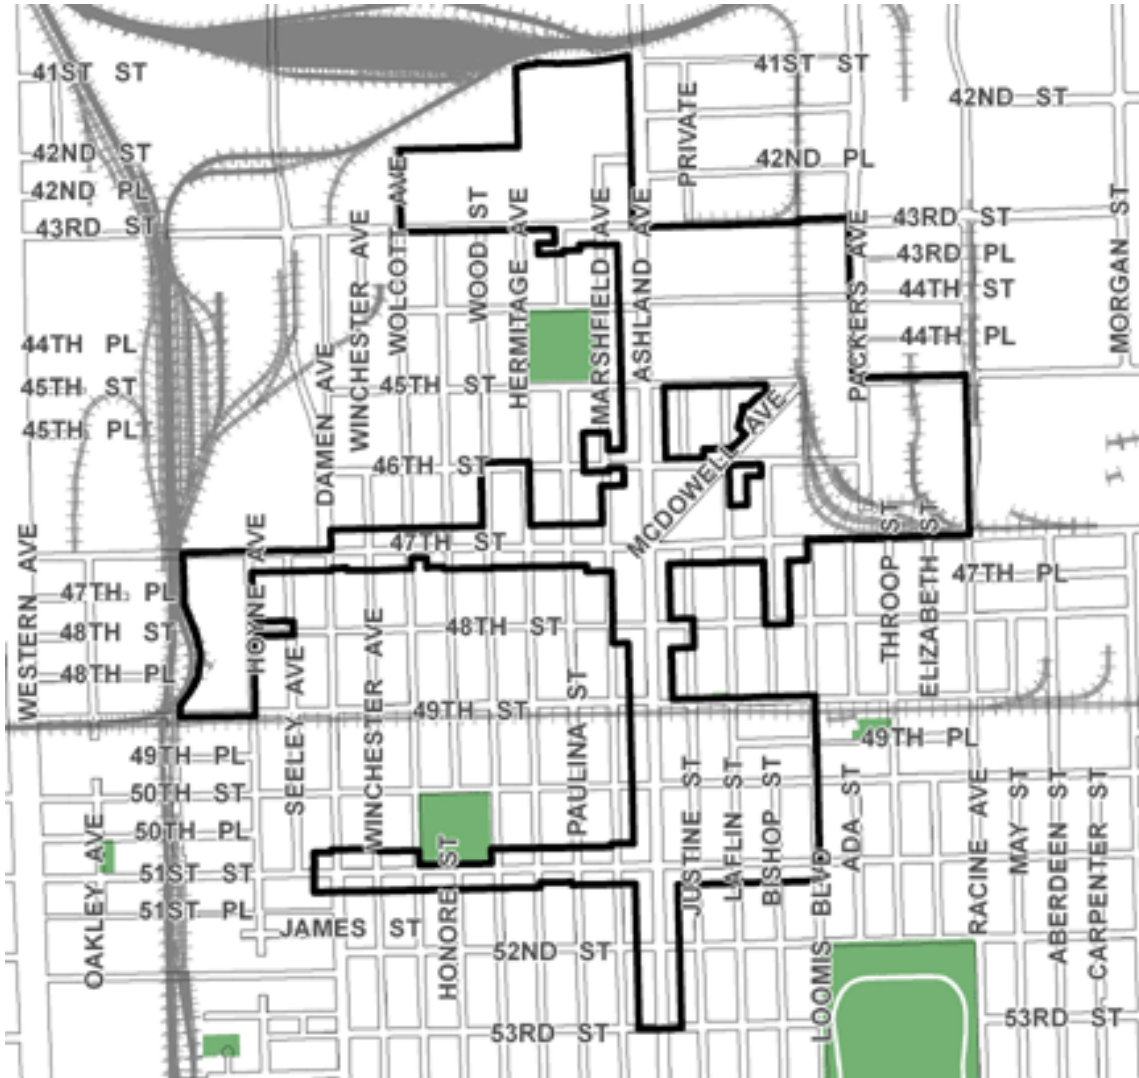 41ST ST
41ST ST
42ND ST
PRIVATE
42ND ST
42ND PL
42ND PL
43RD ST
43RD ST
43RD PL
44TH ST
44TH PL
44TH PL
45TH ST
45TH ST
45TH PL
46TH ST
47TH ST
47TH PL
47TH PL
48TH ST
48TH ST
48TH PL
49TH ST
49TH PL
49TH PL
50TH ST
50TH PL
51ST ST
51ST PL
JAMES ST
52ND ST
53RD ST
53RD ST
WESTERN AVE
OAKLEY AVE
HOYNE AVE
SEELEY AVE
DAMEN AVE
WINCHESTER AVE
WINCHESTER AVE
WOLCOTT AVE
HONORE ST
WOOD ST
HERMITAGE AVE
PAULINA ST
MARSHFIELD AVE
ASHLAND AVE
MCDOWELL AVE
JUSTINE ST
LAFLIN ST
BISHOP ST
LOOMIS BLVD
ADA ST
PACKERS AVE
THROOP ST
ELIZABETH ST
RACINE AVE
MAY ST
ABERDEEN ST
CARPENTER ST
MORGAN ST